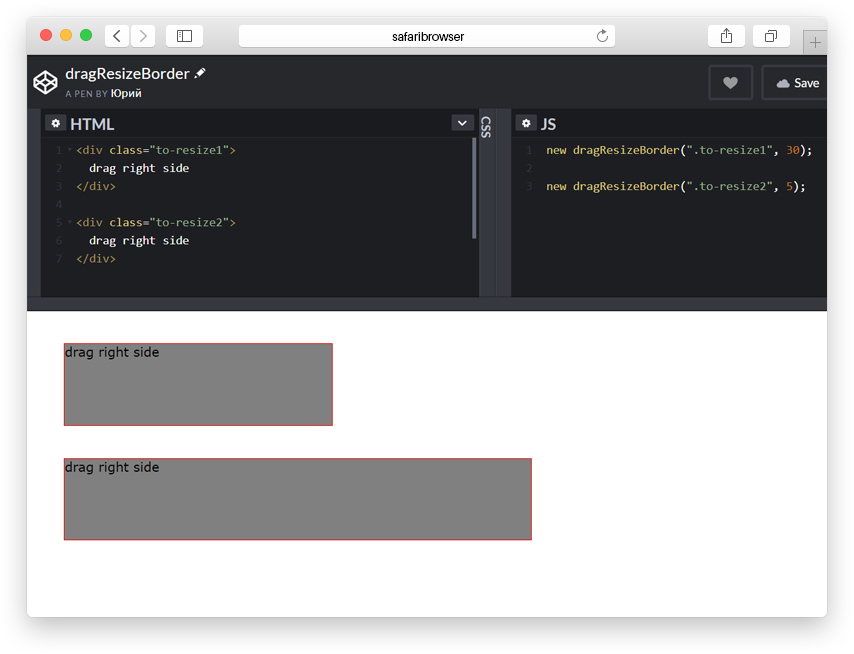 safaribrowser
dragResizeBorder
A PEN BY Юрий
Save
HTML
1 <div class="to-resize1">
2 drag right side
3 </div>
4
5 <div class="to-resize2">
6 drag right side
7 </div>
CSS
JS
1 new dragResizeBorder(".to-resize1", 30);
2
3 new dragResizeBorder(".to-resize2", 5);
drag right side
drag right side